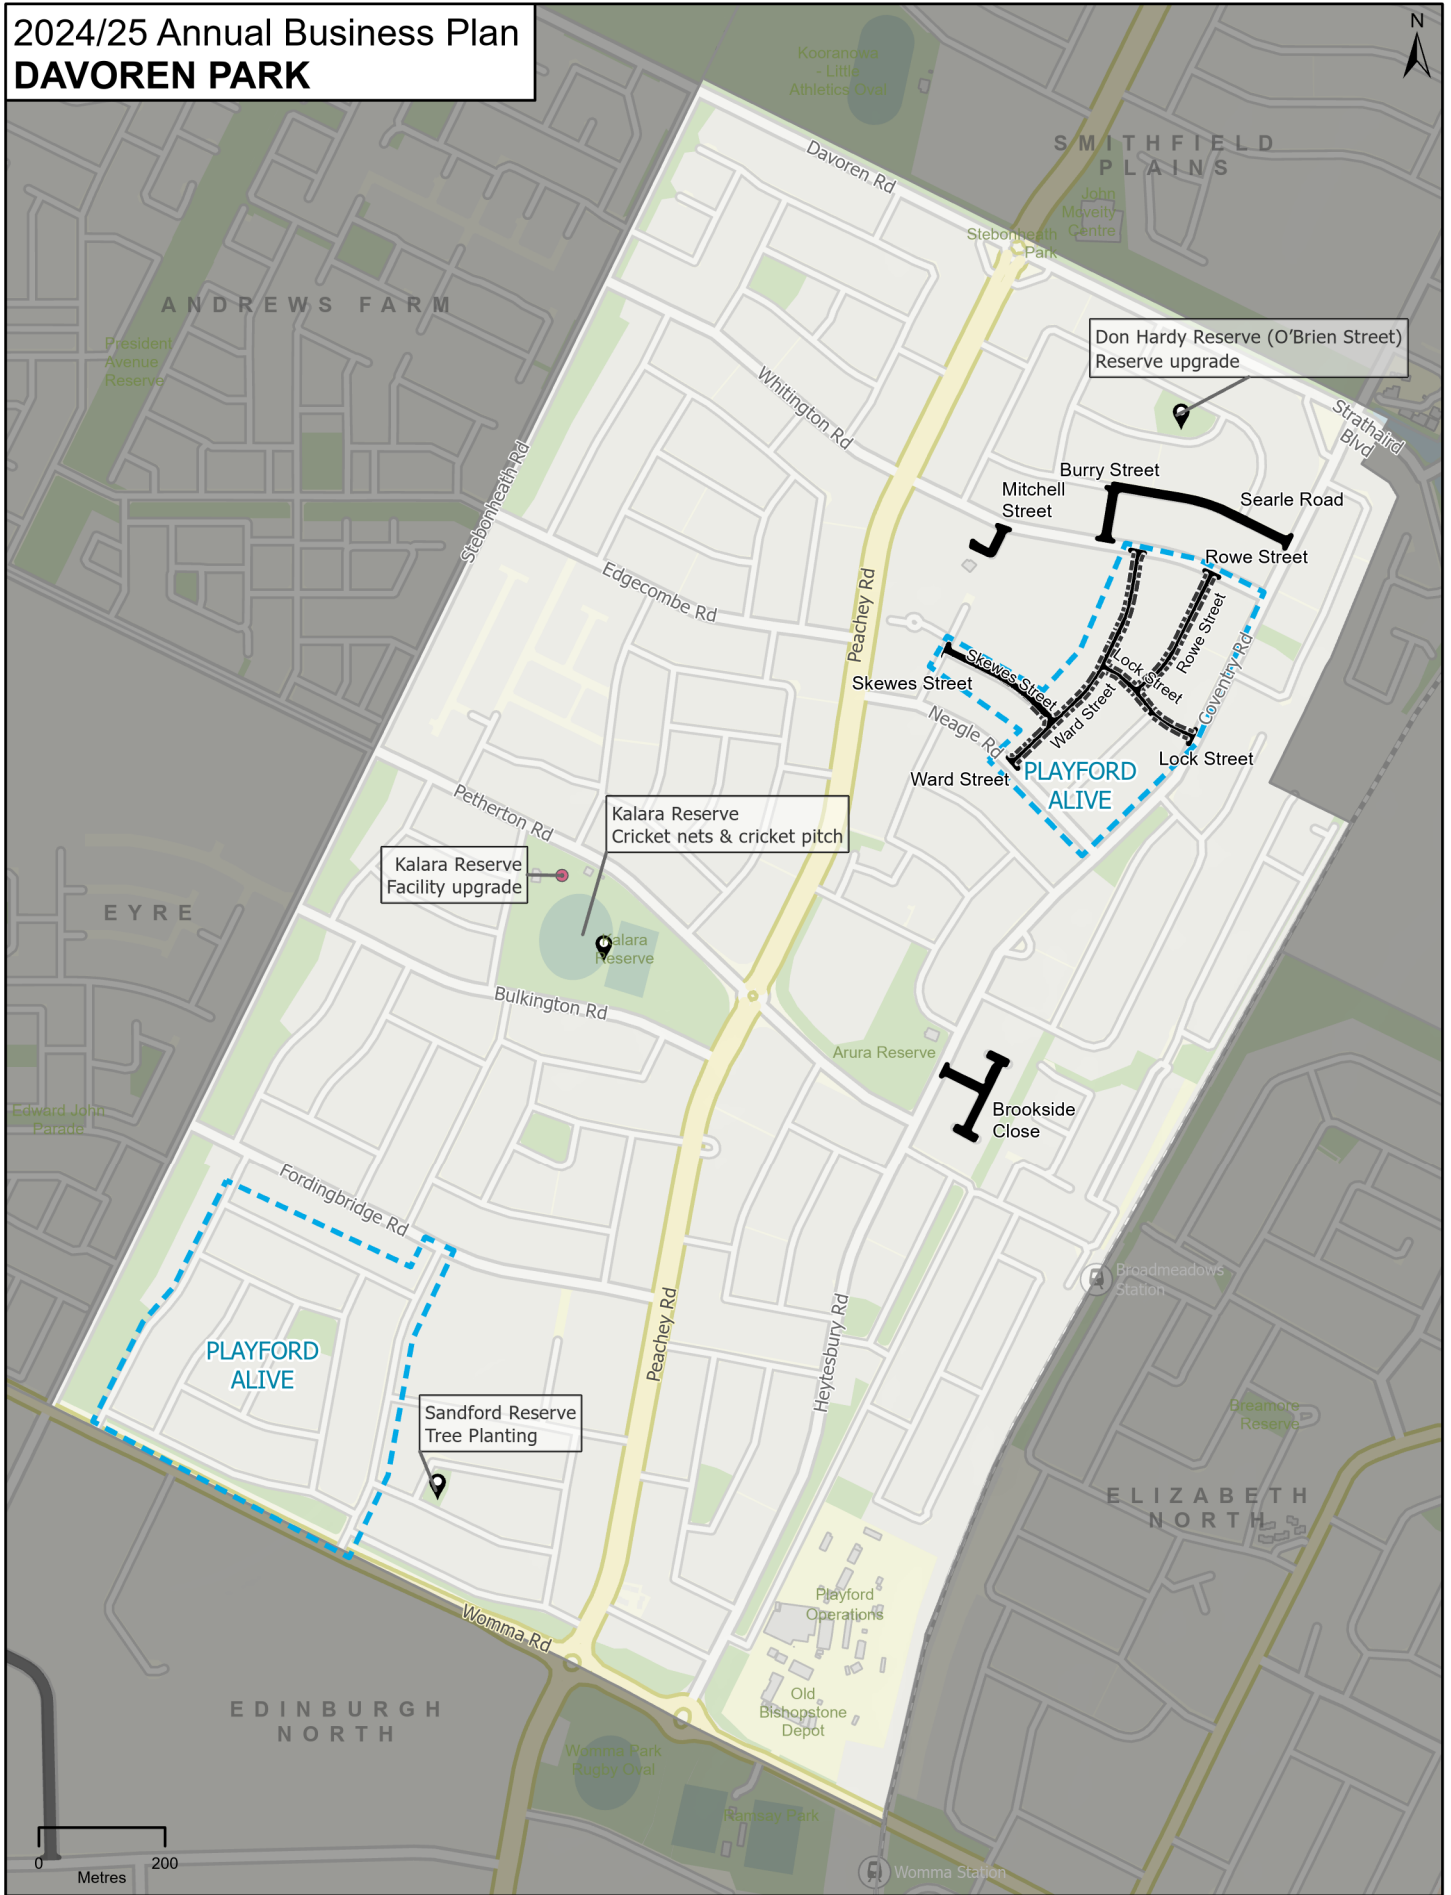 2024/25 Annual Business Plan
DAVOREN PARK
N
Kooranowa
- Little
Athletics Oval
SMITHFIELD
PLAINS
Davoren Rd
John
Mcveity
Centre
Stebonheath
Park
ANDREWS FARM
President
Avenue
Reserve
Don Hardy Reserve (O’Brien Street)
Reserve upgrade
Whitington Rd
Strathaird
Blvd
Stebonheath Rd
Burry Street
Mitchell
Street
Searle Road
Rowe Street
Edgecombe Rd
Peachey Rd
Rowe Street
Lock Street
Skewes Street
Skewes Street
Coventry Rd
Ward Street
Neagle Rd
Lock Street
Ward Street
PLAYFORD
ALIVE
Petherton Rd
Kalara Reserve
Cricket nets & cricket pitch
Kalara Reserve
Facility upgrade
EYRE
Kalara
Reserve
Bulkington Rd
Arura Reserve
Edward John
Parade
Brookside
Close
Fordingbridge Rd
Broadmeadows
Station
Peachey Rd
Heytesbury Rd
PLAYFORD
ALIVE
Sandford Reserve
Tree Planting
Breamore
Reserve
ELIZABETH
NORTH
Playford
Operations
Womma Rd
Old
Bishopstone
Depot
EDINBURGH
NORTH
Womma Park
Rugby Oval
Ramsay Park
Womma Station
0
200
Metres